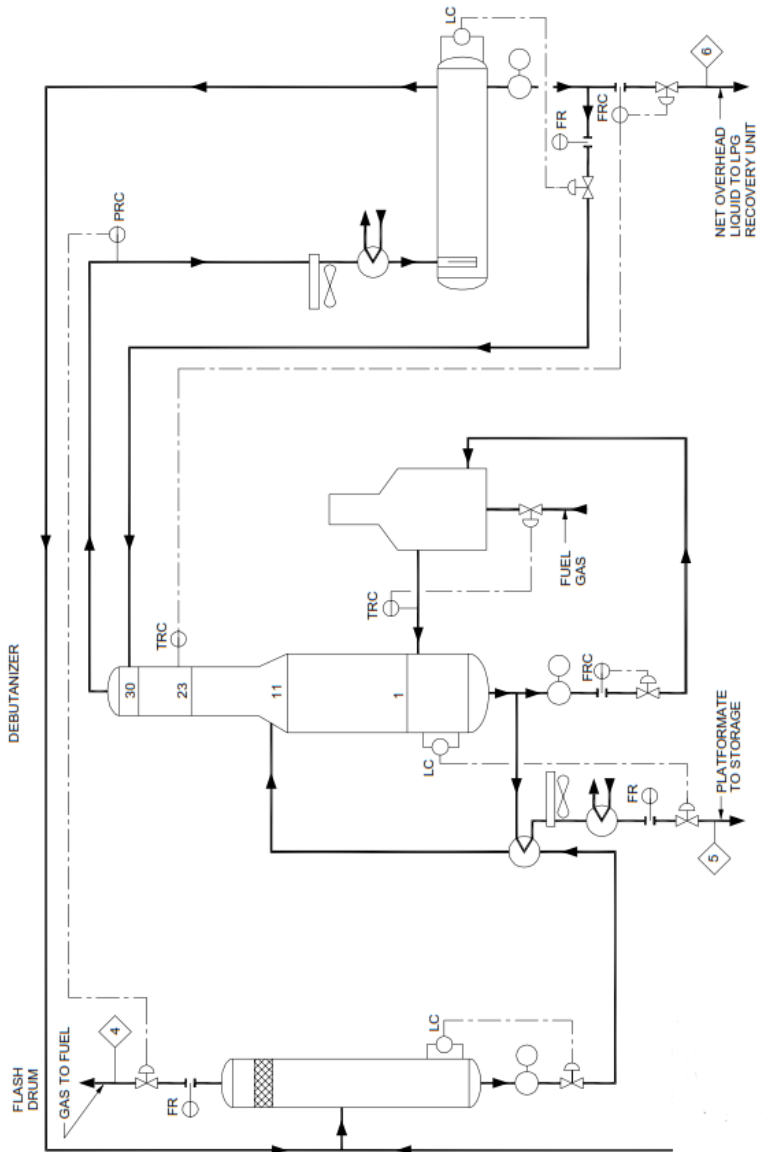 DEBUTANIZER
FLASH
DRUM
LC
6
FR
FRC
NET OVERHEAD
LIQUID TO LPG
RECOVERY UNIT
PRC
TRC
30
23
11
1
TRC
FUEL
GAS
LC
FRC
FR
PLATFORMATE
TO STORAGE
5
4
GAS TO FUEL
FR
LC